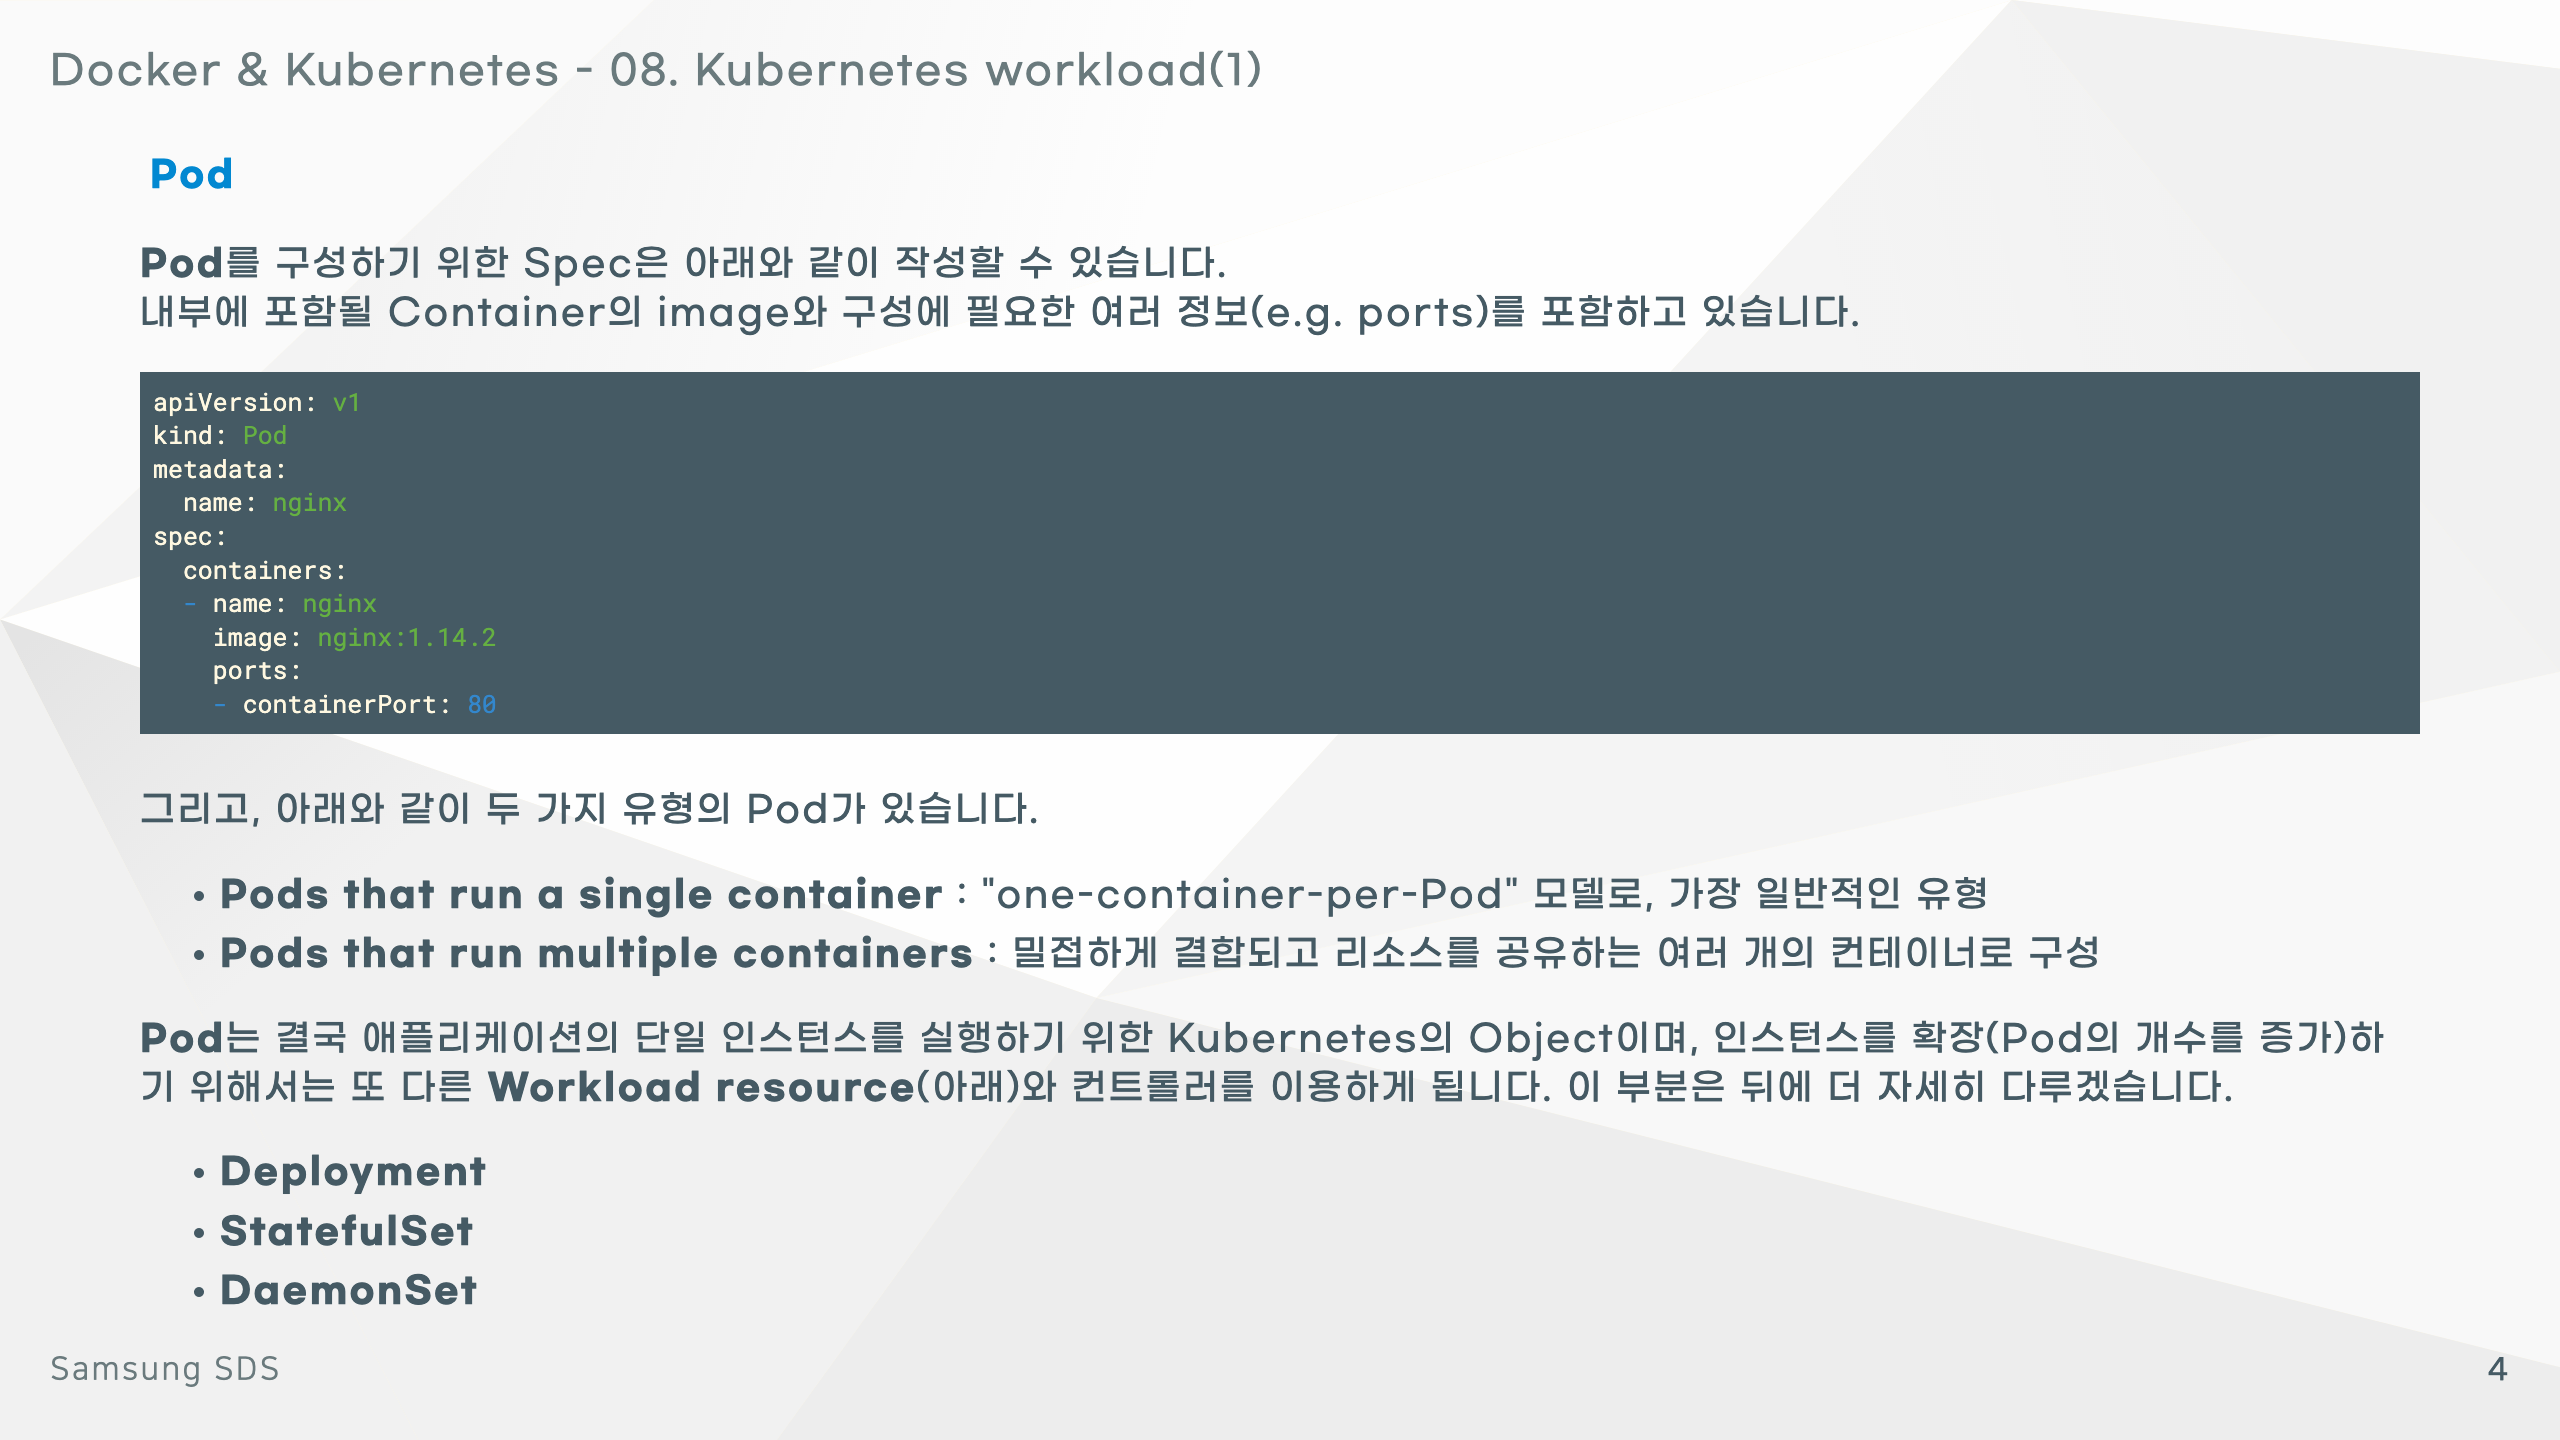 Docker & Kubernetes - 08. Kubernetes workload(1)
Pod
Pod를 구성하기 위한 Spec은 아래와 같이 작성할 수 있습니다.
내부에 포함될 Container의 image와 구성에 필요한 여러 정보(e.g. ports)를 포함하고 있습니다.
apiVersion: v1
kind: Pod
metadata:
  name: nginx
spec:
  containers:
  - name: nginx
    image: nginx:1.14.2
    ports:
    - containerPort: 80
그리고, 아래와 같이 두 가지 유형의 Pod가 있습니다.
• Pods that run a single container : "one-container-per-Pod" 모델로, 가장 일반적인 유형
• Pods that run multiple containers : 밀접하게 결합되고 리소스를 공유하는 여러 개의 컨테이너로 구성
Pod는 결국 애플리케이션의 단일 인스턴스를 실행하기 위한 Kubernetes의 Object이며, 인스턴스를 확장(Pod의 개수를 증가)하
기 위해서는 또 다른 Workload resource(아래)와 컨트롤러를 이용하게 됩니다. 이 부분은 뒤에 더 자세히 다루겠습니다.
• Deployment
• StatefulSet
• DaemonSet
Samsung SDS
4